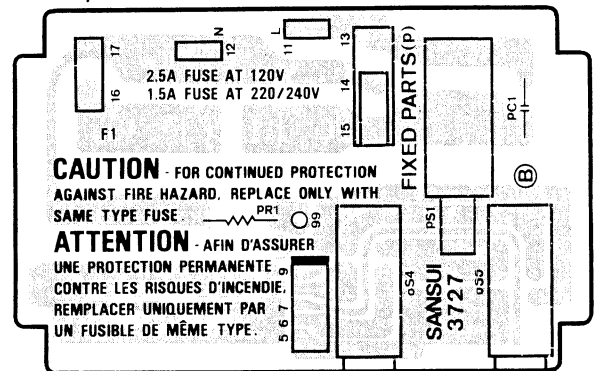 17
16
F1
N
12
L
11
13
14
15
2.5A FUSE AT 120V
1.5A FUSE AT 220/240V
FIXED PARTS(P)
PC1
B
CAUTION - FOR CONTINUED PROTECTION
AGAINST FIRE HAZARD, REPLACE ONLY WITH
SAME TYPE FUSE
PR1
99
ATTENTION - AFIN D'ASSURER
UNE PROTECTION PERMANENTE
CONTRE LES RISQUES D'INCENDIE,
REMPLACER UNIQUEMENT PAR
UN FUSIBLE DE MÊME TYPE.
9
7
6
5
oS4
PS1
SANSUI
3727
oS5